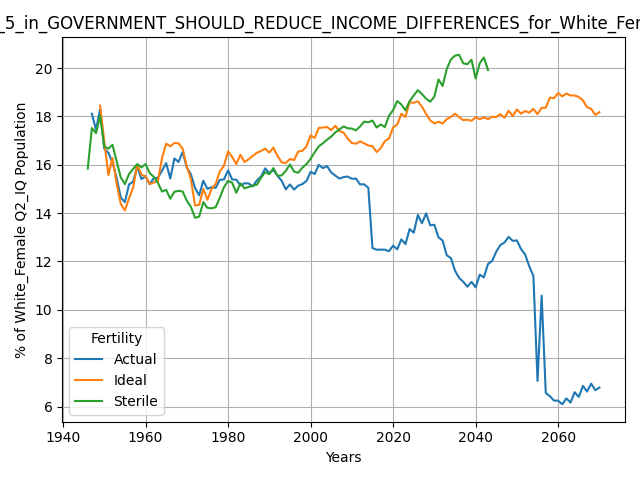 _5_in_GOVERNMENT_SHOULD_REDUCE_INCOME_DIFFERENCES_for_White_Fe
% of White_Female Q2_IQ Population
20
18
16
14
12
10
8
6
Fertility
Actual
Ideal
Sterile
1940 1960 1980 2000 2020 2040 2060
Years